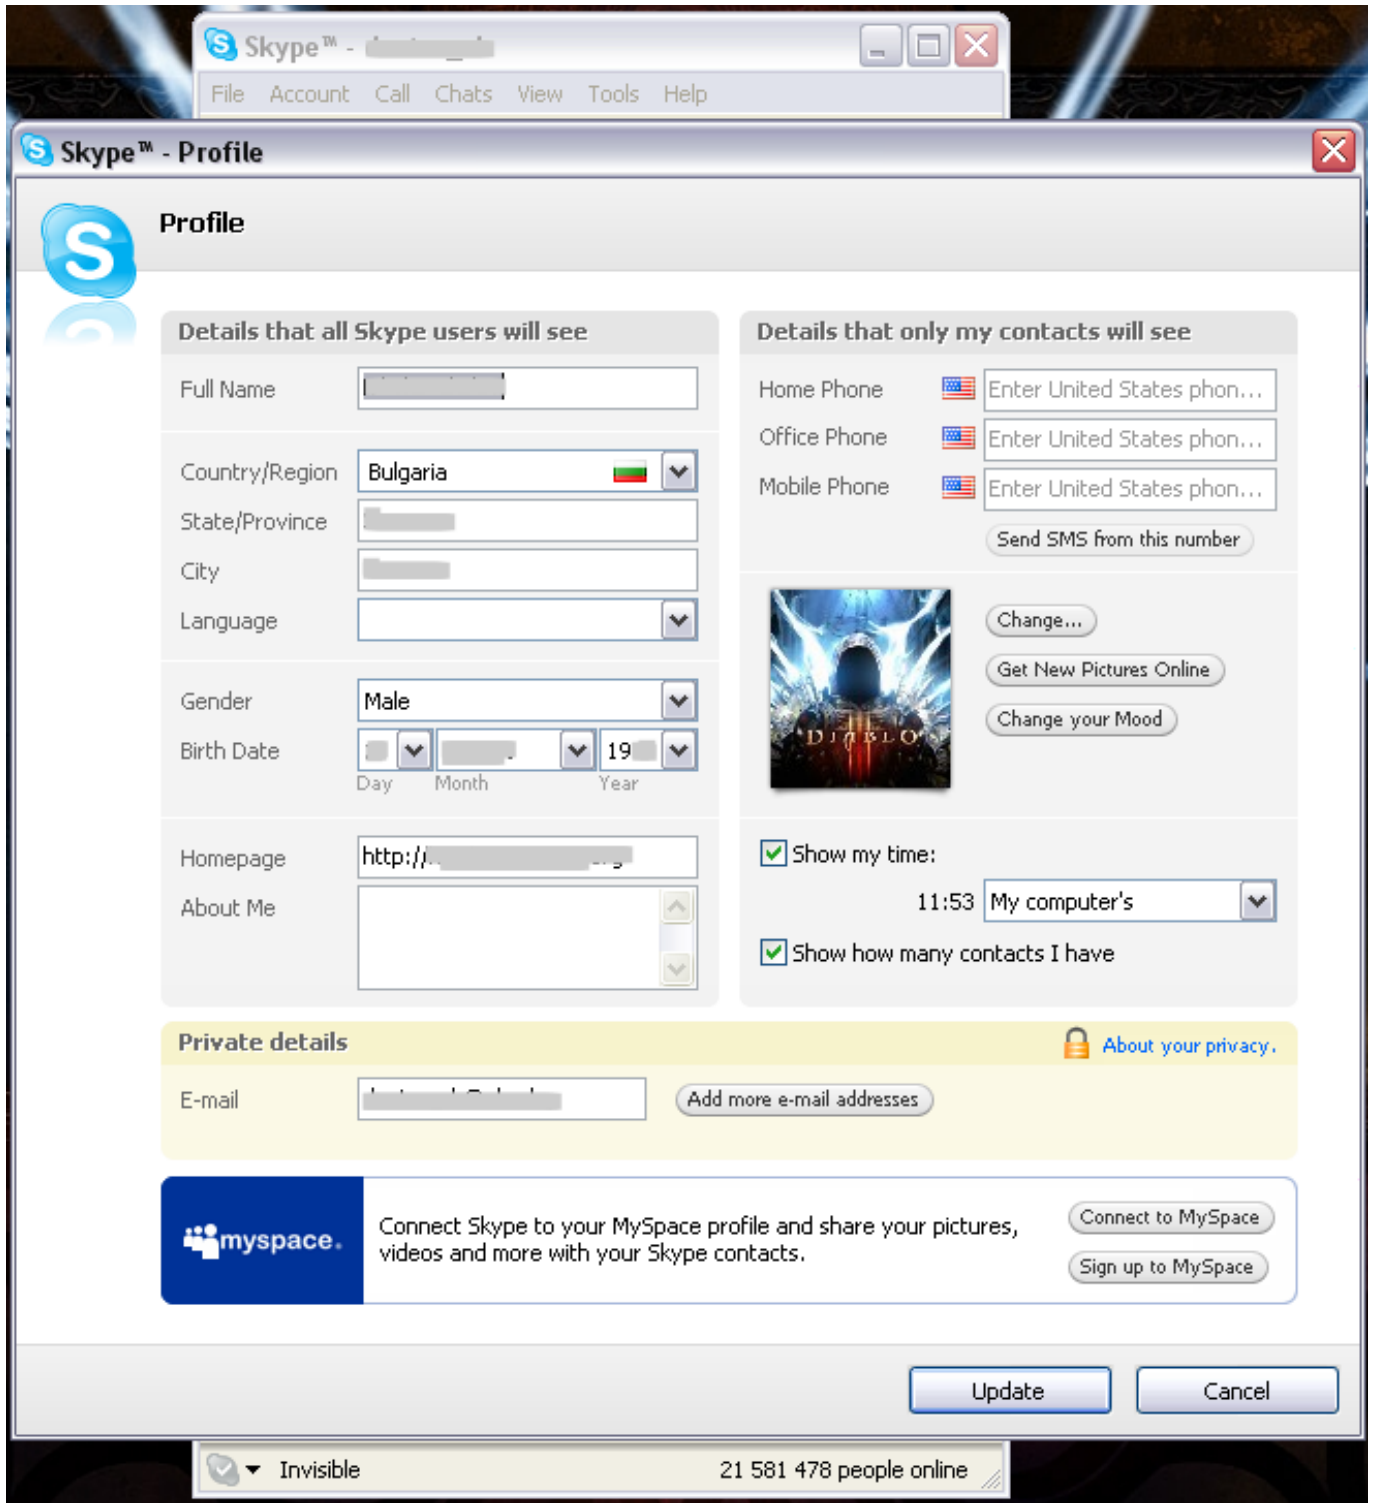 Skype™ -
File Account Call Chats View Tools Help
Skype™ - Profile
Profile
Details that all Skype users will see
Full Name
Country/Region Bulgaria
State/Province
City
Language
Gender Male
Birth Date 19
Day Month Year
Homepage http://
About Me
Details that only my contacts will see
Home Phone Enter United States phon...
Office Phone Enter United States phon...
Mobile Phone Enter United States phon...
Send SMS from this number
DIABLO
Change...
Get New Pictures Online
Change your Mood
Show my time:
11:53 My computer's
Show how many contacts I have
Private details
About your privacy.
E-mail
Add more e-mail addresses
myspace.
Connect Skype to your MySpace profile and share your pictures,
videos and more with your Skype contacts.
Connect to MySpace
Sign up to MySpace
Update Cancel
Invisible 21 581 478 people online